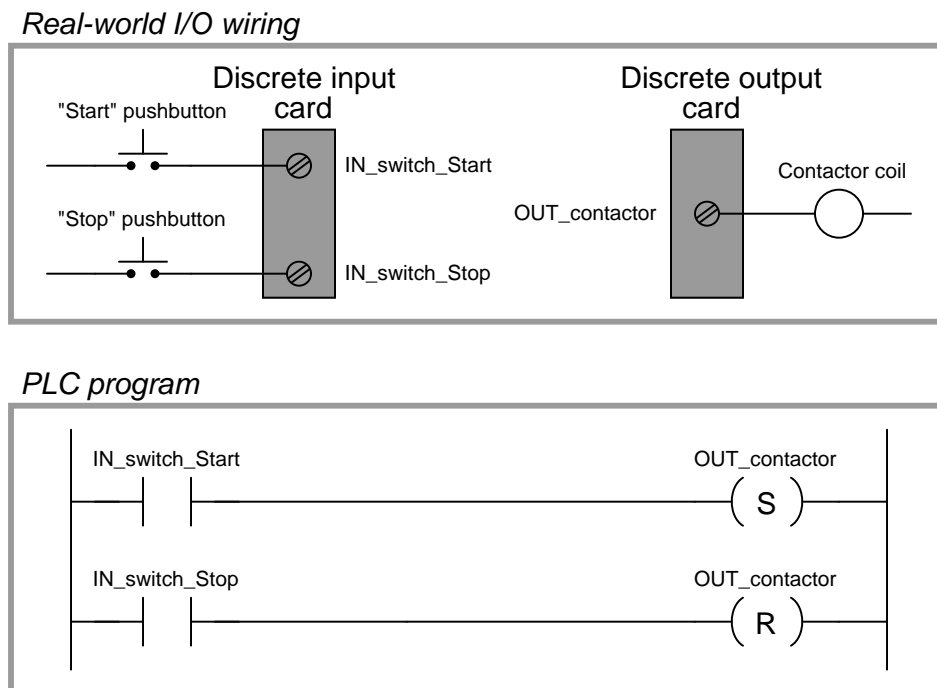 Real-world I/O wiring
Discrete input
card
Discrete output
card
"Start" pushbutton
IN_switch_Start
Contactor coil
OUT_contactor
"Stop" pushbutton
IN_switch_Stop
PLC program
IN_switch_Start
OUT_contactor
S
IN_switch_Stop
OUT_contactor
R